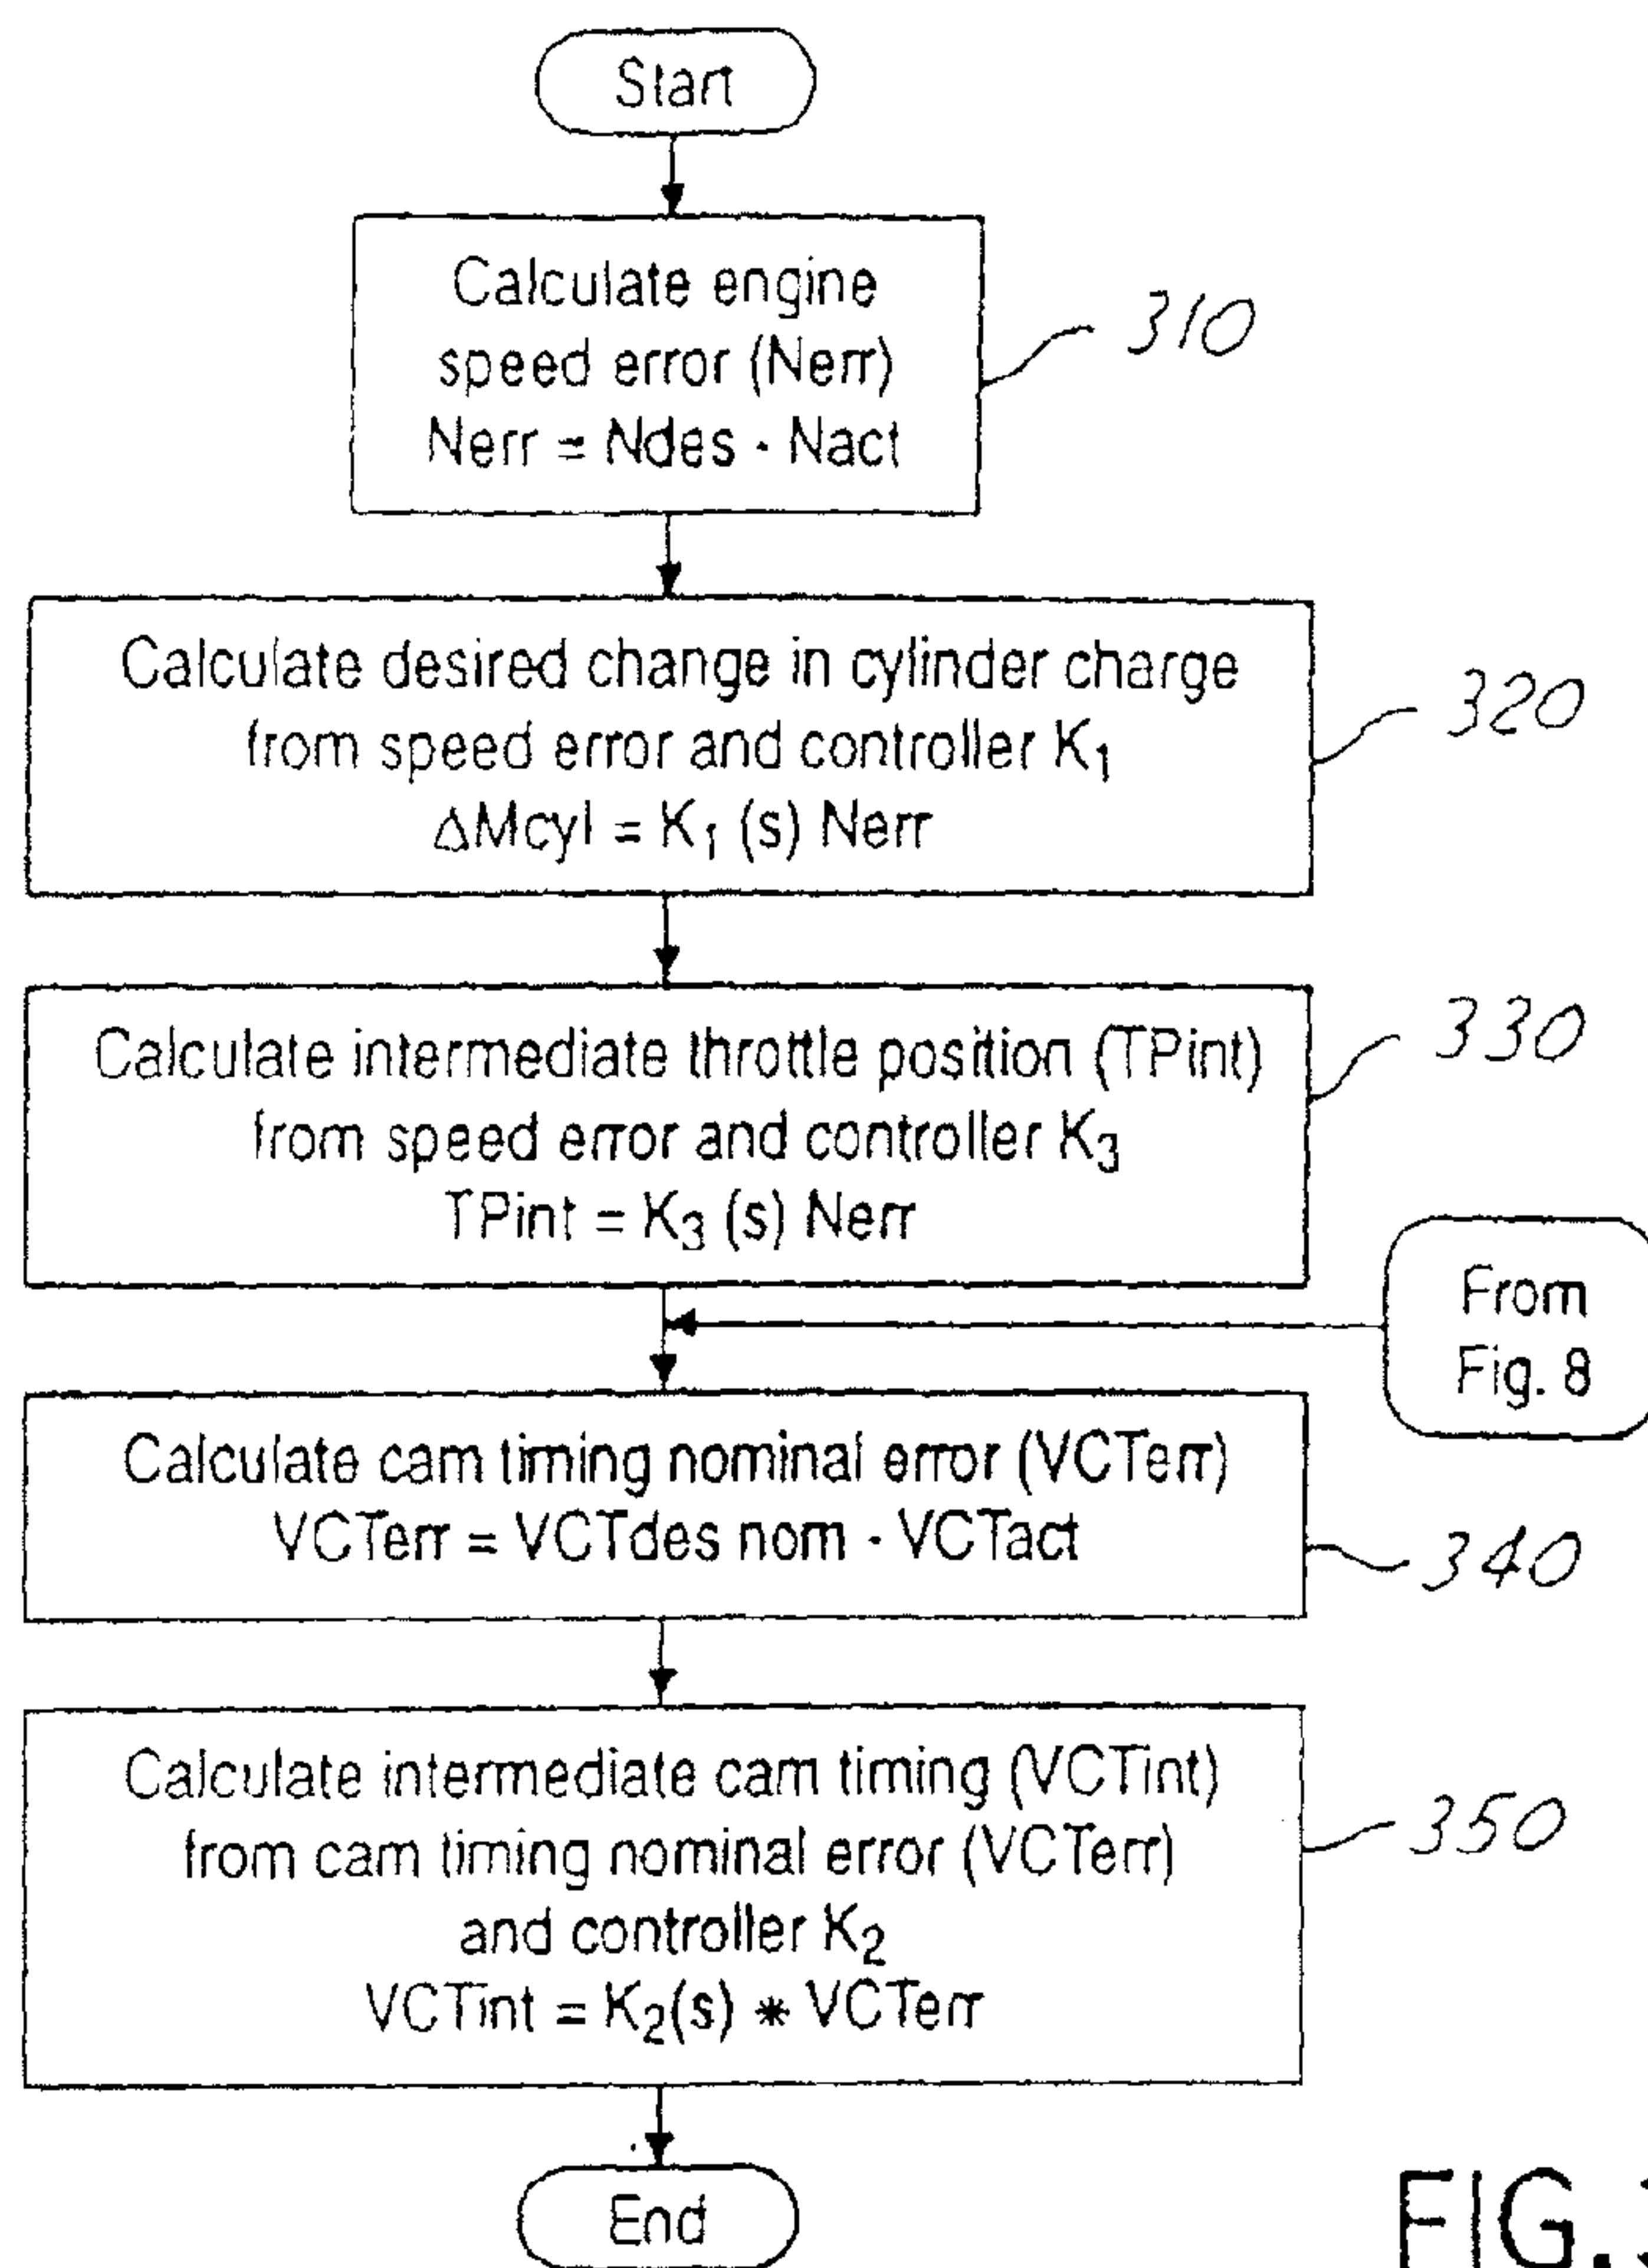 Start
Calculate engine
speed error (Nerr)
Nerr = Ndes - Nact
310
Calculate desired change in cylinder charge
from speed error and controller K₁
ΔMcyl = K₁ (s) Nerr
320
Calculate intermediate throttle position (TPint)
from speed error and controller K₃
TPint = K₃ (s) Nerr
330
From
Fig. 8
Calculate cam timing nominal error (VCTerr)
VCTerr = VCTdes nom - VCTact
340
Calculate intermediate cam timing (VCTint)
from cam timing nominal error (VCTerr)
and controller K₂
VCTint = K₂(s) * VCTerr
350
End
FIG.